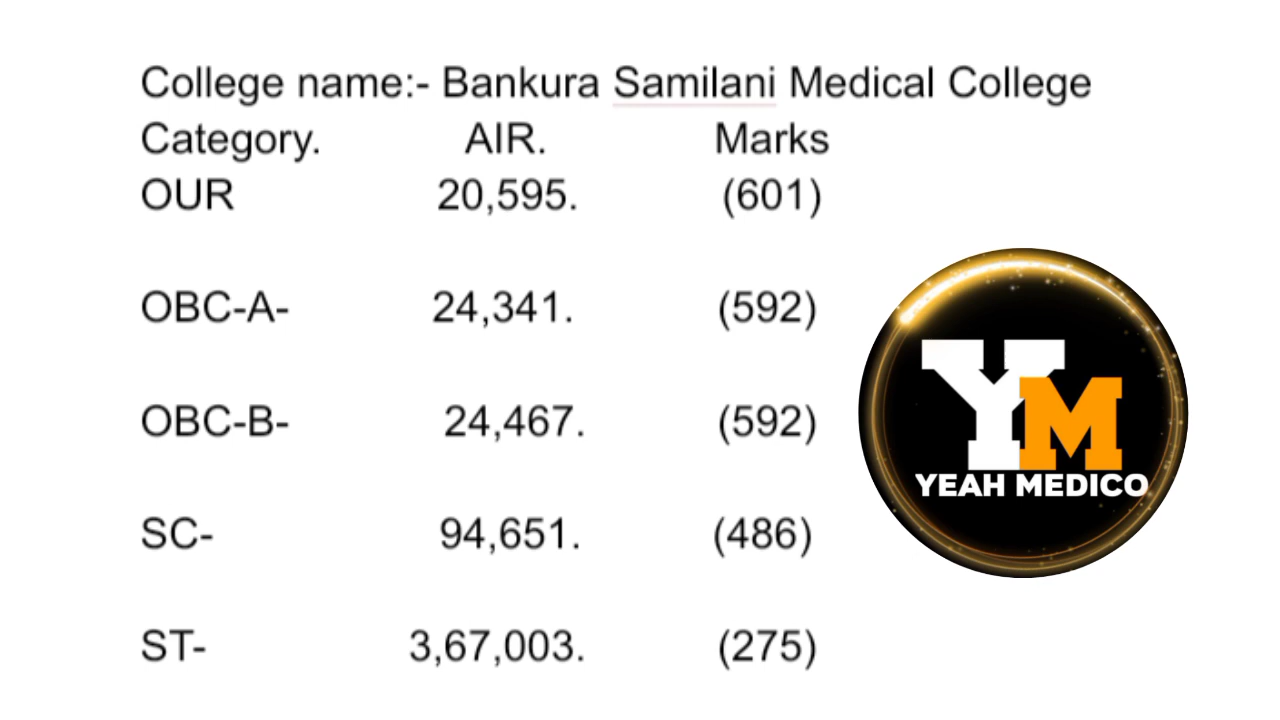 College name:- Bankura Samilani Medical College
Category. AIR. Marks
OUR 20,595. (601)
OBC-A- 24,341. (592)
OBC-B- 24,467. (592)
SC- 94,651. (486)
ST- 3,67,003. (275)
YM
YEAH MEDICO